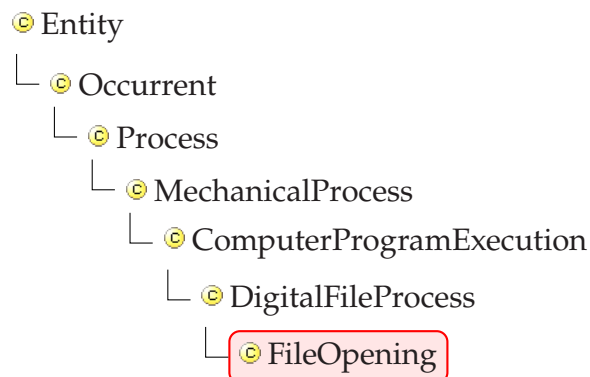 © Entity
© Occurrent
© Process
© MechanicalProcess
© ComputerProgramExecution
© DigitalFileProcess
© FileOpening